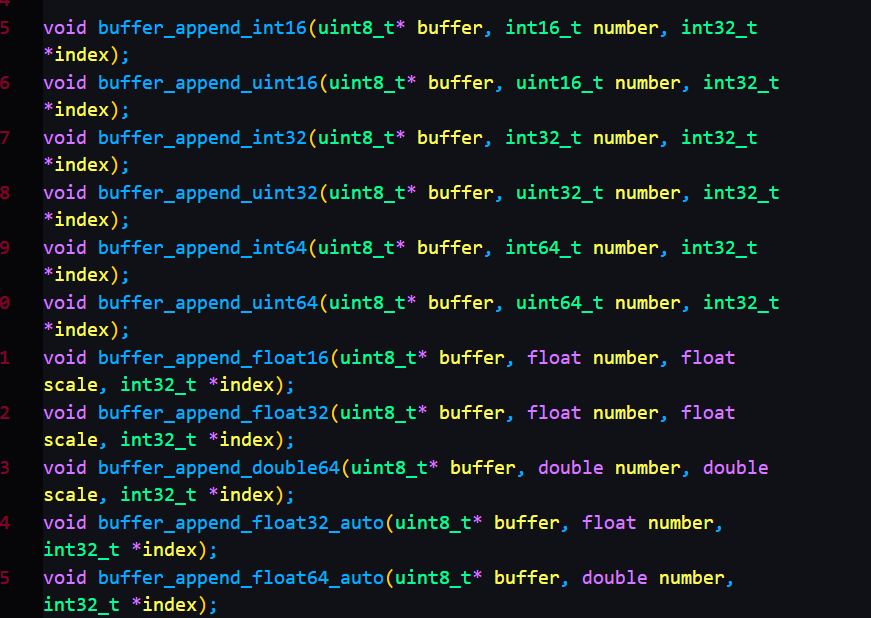 5 void buffer_append_int16(uint8_t* buffer, int16_t number, int32_t
*index);
6 void buffer_append_uint16(uint8_t* buffer, uint16_t number, int32_t
*index);
7 void buffer_append_int32(uint8_t* buffer, int32_t number, int32_t
*index);
8 void buffer_append_uint32(uint8_t* buffer, uint32_t number, int32_t
*index);
9 void buffer_append_int64(uint8_t* buffer, int64_t number, int32_t
*index);
0 void buffer_append_uint64(uint8_t* buffer, uint64_t number, int32_t
*index);
1 void buffer_append_float16(uint8_t* buffer, float number, float
scale, int32_t *index);
2 void buffer_append_float32(uint8_t* buffer, float number, float
scale, int32_t *index);
3 void buffer_append_double64(uint8_t* buffer, double number, double
scale, int32_t *index);
4 void buffer_append_float32_auto(uint8_t* buffer, float number,
int32_t *index);
5 void buffer_append_float64_auto(uint8_t* buffer, double number,
int32_t *index);